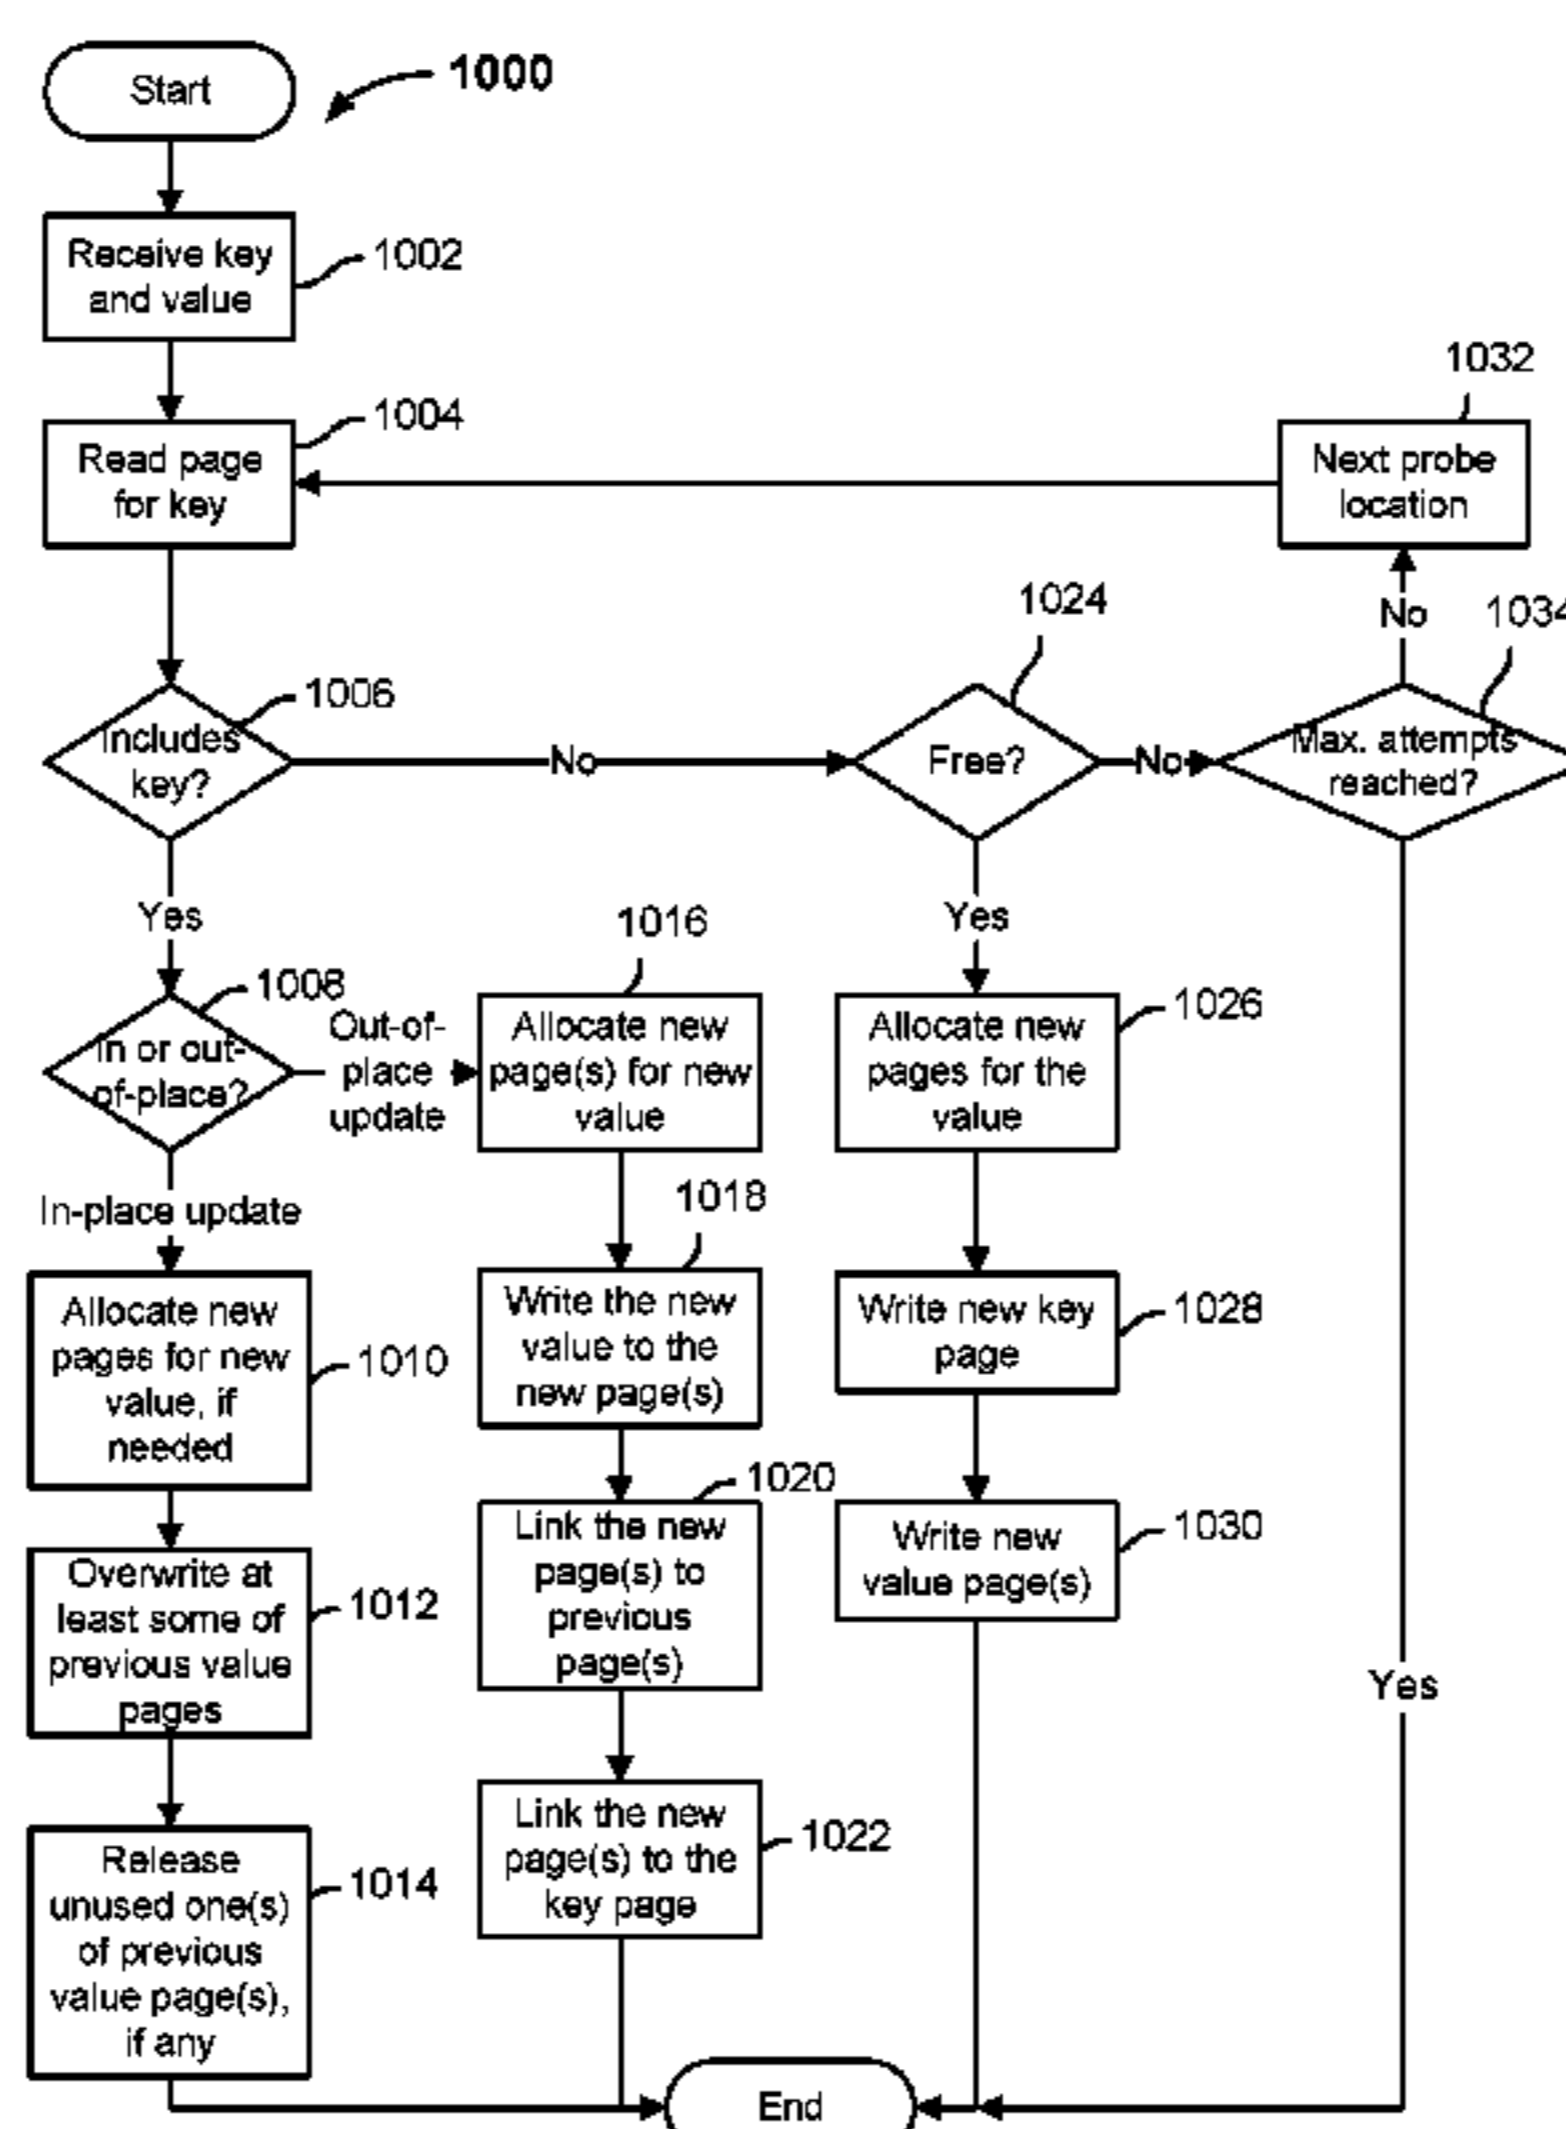 Start
1000
Receive key
and value
1002
1004
Read page
for key
1032
Next probe
location
1024
No
1034
1006
Includes
key?
No
Free?
No
Max. attempts
reached?
Yes
1016
Yes
1008
In or out-
of-place?
Out-of-
place
update
Allocate new
page(s) for new
value
Allocate new
pages for the
value
1026
In-place update
1018
Allocate new
pages for new
value, if
needed
1010
Write the new
value to the
new page(s)
Write new key
page
1028
1020
Overwrite at
least some of
previous value
pages
1012
Link the new
page(s) to
previous
page(s)
Write new
value page(s)
1030
Yes
Release
unused one(s)
of previous
value page(s),
if any
1014
Link the new
page(s) to the
key page
1022
End